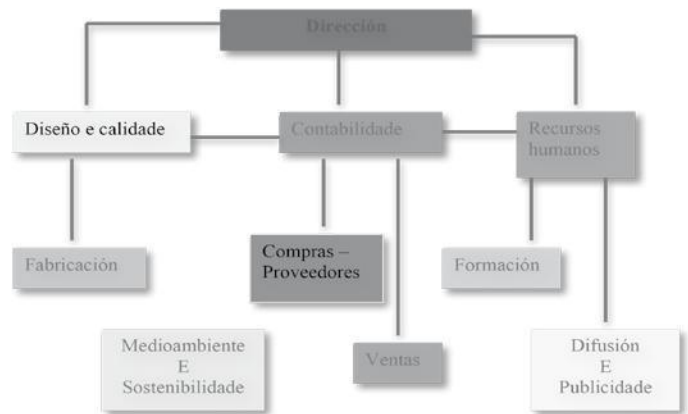 Dirección
Diseño e calidade
Contabilidade
Recursos
humanos
Fabricación
Compras –
Proveedores
Formación
Medioambiente
E
Sostenibilidade
Ventas
Difusión
E
Publicidade